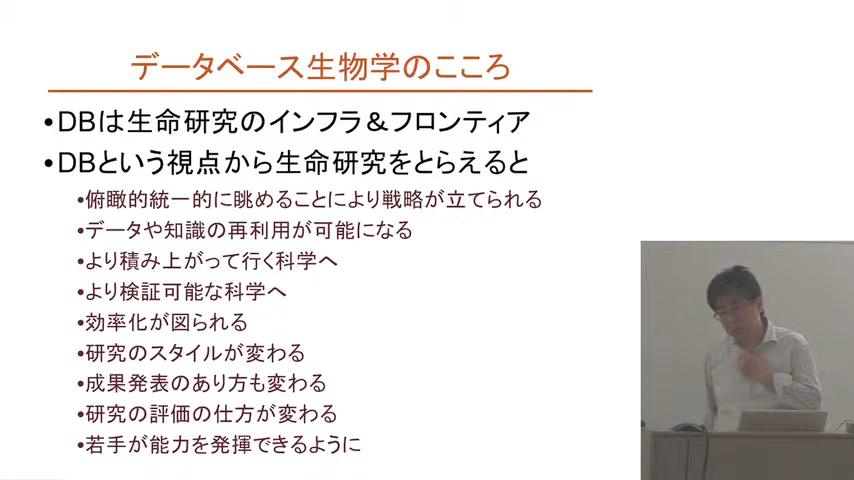 データベース生物学のこころ
•DBは生命研究のインフラ&フロンティア
•DBという視点から生命研究をとらえると
•俯瞰的統一的に眺めることにより戦略が立てられる
•データや知識の再利用が可能になる
•より積み上がって行く科学へ
•より検証可能な科学へ
•効率化が図られる
•研究のスタイルが変わる
•成果発表のあり方も変わる
•研究の評価の仕方が変わる
•若手が能力を発揮できるように